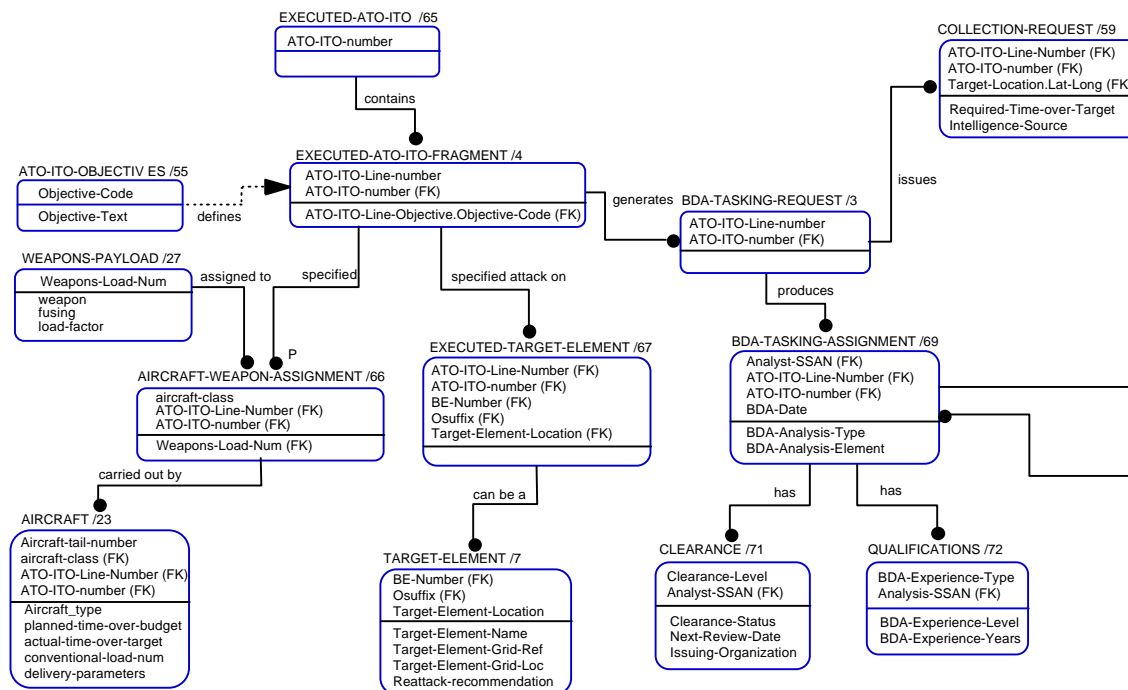 EXECUTED-ATO-ITO /65
ATO-ITO-number
contains
COLLECTION-REQUEST /59
ATO-ITO-Line-Number (FK)
ATO-ITO-number (FK)
Target-Location.Lat-Long (FK
Required-Time-over-Target
Intelligence-Source
issues
ATO-ITO-OBJECTIV ES /55
Objective-Code
Objective-Text
defines
EXECUTED-ATO-ITO-FRAGMENT /4
ATO-ITO-Line-number
ATO-ITO-number (FK)
ATO-ITO-Line-Objective.Objective-Code (FK)
generates
BDA-TASKING-REQUEST /3
ATO-ITO-Line-number
ATO-ITO-number (FK)
produces
WEAPONS-PAYLOAD /27
Weapons-Load-Num
weapon
fusing
load-factor
assigned to
specified
P
specified attack on
AIRCRAFT-WEAPON-ASSIGNMENT /66
aircraft-class
ATO-ITO-Line-Number (FK)
ATO-ITO-number (FK)
Weapons-Load-Num (FK)
carried out by
EXECUTED-TARGET-ELEMENT /67
ATO-ITO-Line-Number (FK)
ATO-ITO-number (FK)
BE-Number (FK)
Osuffix (FK)
Target-Element-Location (FK)
can be a
BDA-TASKING-ASSIGNMENT /69
Analyst-SSAN (FK)
ATO-ITO-Line-Number (FK)
ATO-ITO-number (FK)
BDA-Date
BDA-Analysis-Type
BDA-Analysis-Element
has
has
AIRCRAFT /23
Aircraft-tail-number
aircraft-class (FK)
ATO-ITO-Line-Number (FK)
ATO-ITO-number (FK)
Aircraft_type
planned-time-over-budget
actual-time-over-target
conventional-load-num
delivery-parameters
TARGET-ELEMENT /7
BE-Number (FK)
Osuffix (FK)
Target-Element-Location
Target-Element-Name
Target-Element-Grid-Ref
Target-Element-Grid-Loc
Reattack-recommendation
CLEARANCE /71
Clearance-Level
Analyst-SSAN (FK)
Clearance-Status
Next-Review-Date
Issuing-Organization
QUALIFICATIONS /72
BDA-Experience-Type
Analysis-SSAN (FK)
BDA-Experience-Level
BDA-Experience-Years